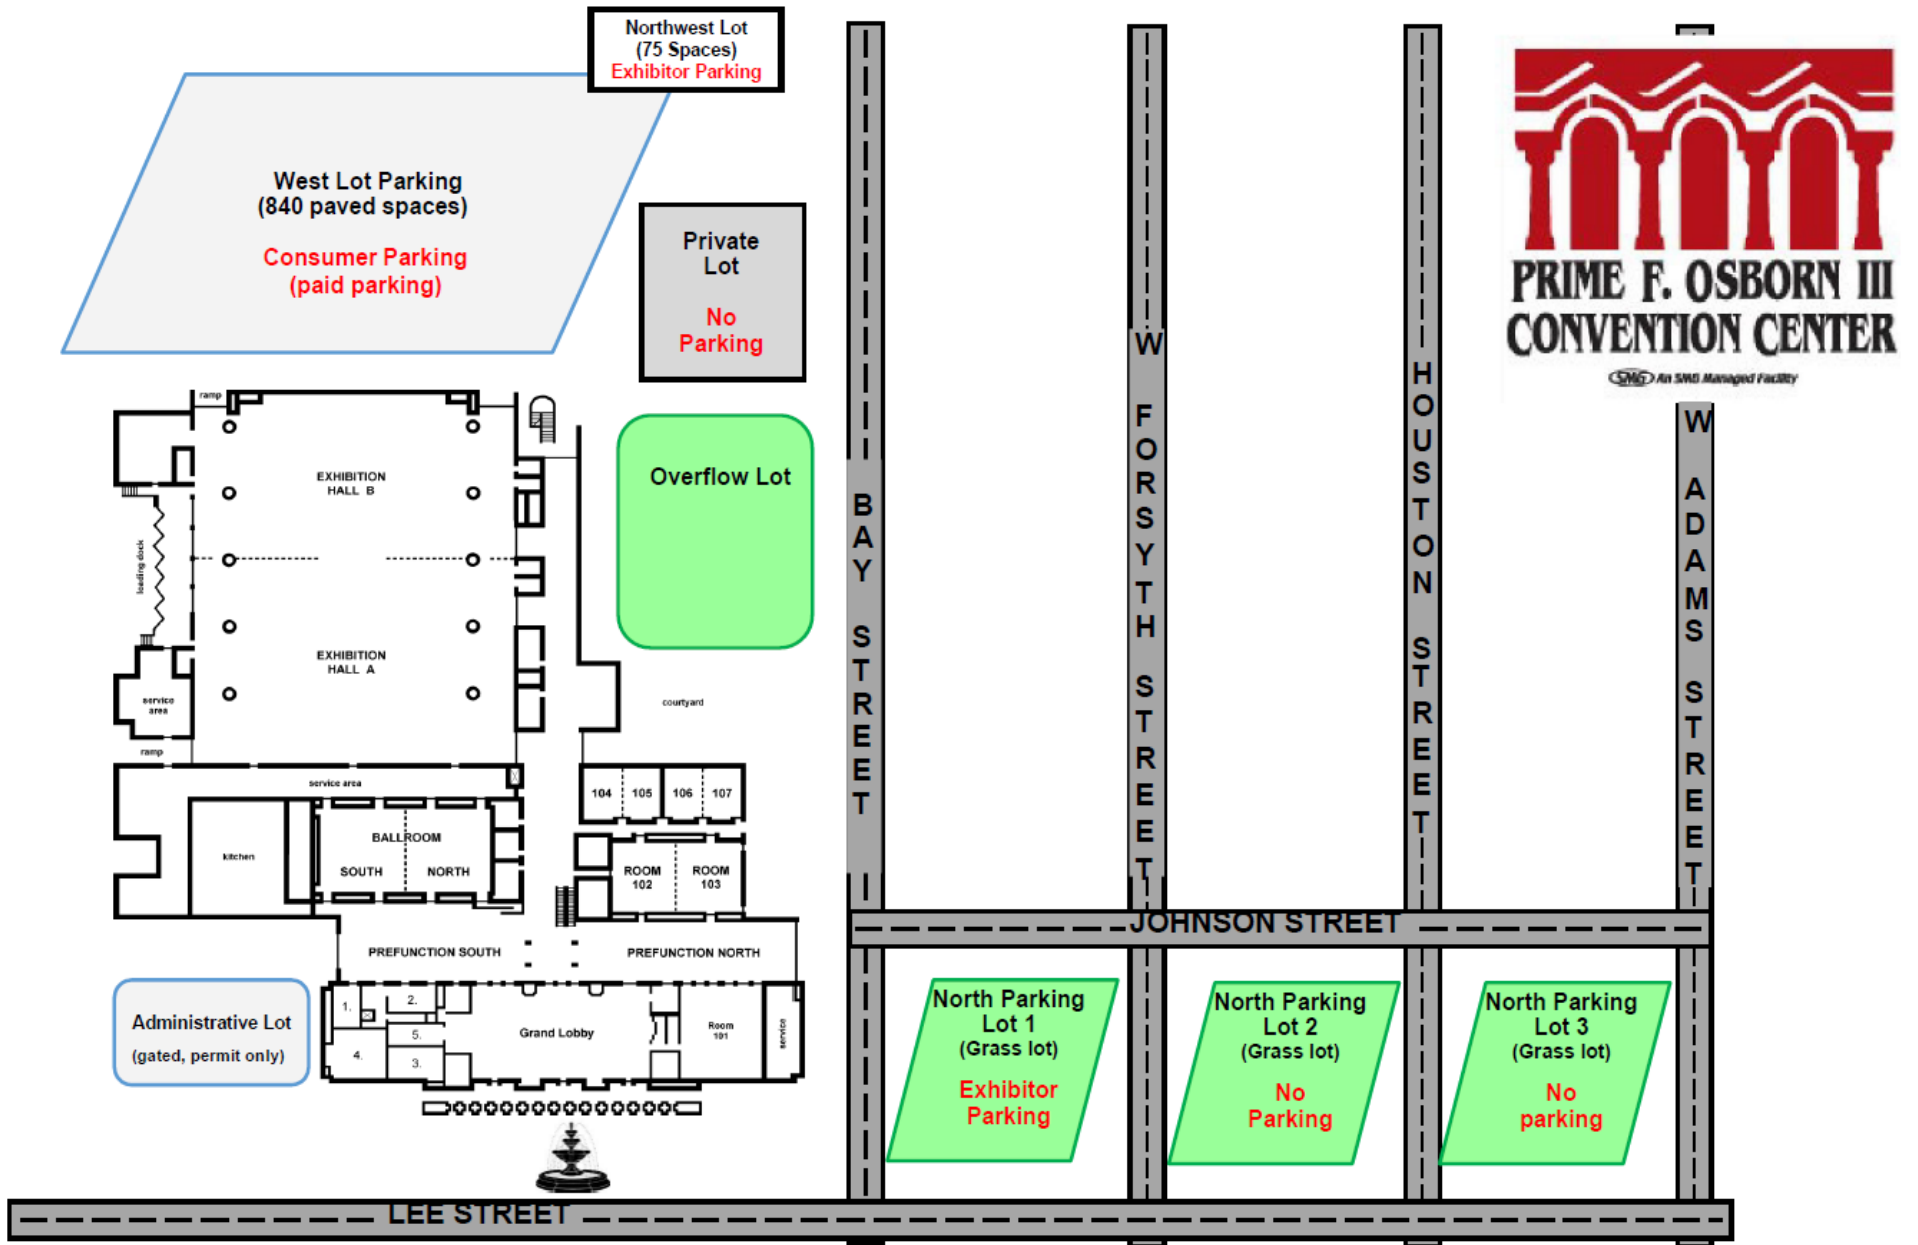 Northwest Lot
(75 Spaces)
Exhibitor Parking
West Lot Parking
(840 paved spaces)
Consumer Parking
(paid parking)
Private
Lot
No
Parking
PRIME F. OSBORN III
CONVENTION CENTER
SMG An SMG Managed Facility
ramp
EXHIBITION
HALL B
loading dock
EXHIBITION
HALL A
service
area
ramp
Overflow Lot
courtyard
service area
104
105
106
107
kitchen
BALLROOM
SOUTH
NORTH
ROOM
102
ROOM
103
PREFUNCTION SOUTH
PREFUNCTION NORTH
Administrative Lot
(gated, permit only)
1.
2.
5.
4.
3.
Grand Lobby
Room
101
service
BAY STREET
W FORSYTH STREET
HOUSTON STREET
W ADAMS STREET
JOHNSON STREET
North Parking
Lot 1
(Grass lot)
Exhibitor
Parking
North Parking
Lot 2
(Grass lot)
No
Parking
North Parking
Lot 3
(Grass lot)
No
parking
LEE STREET